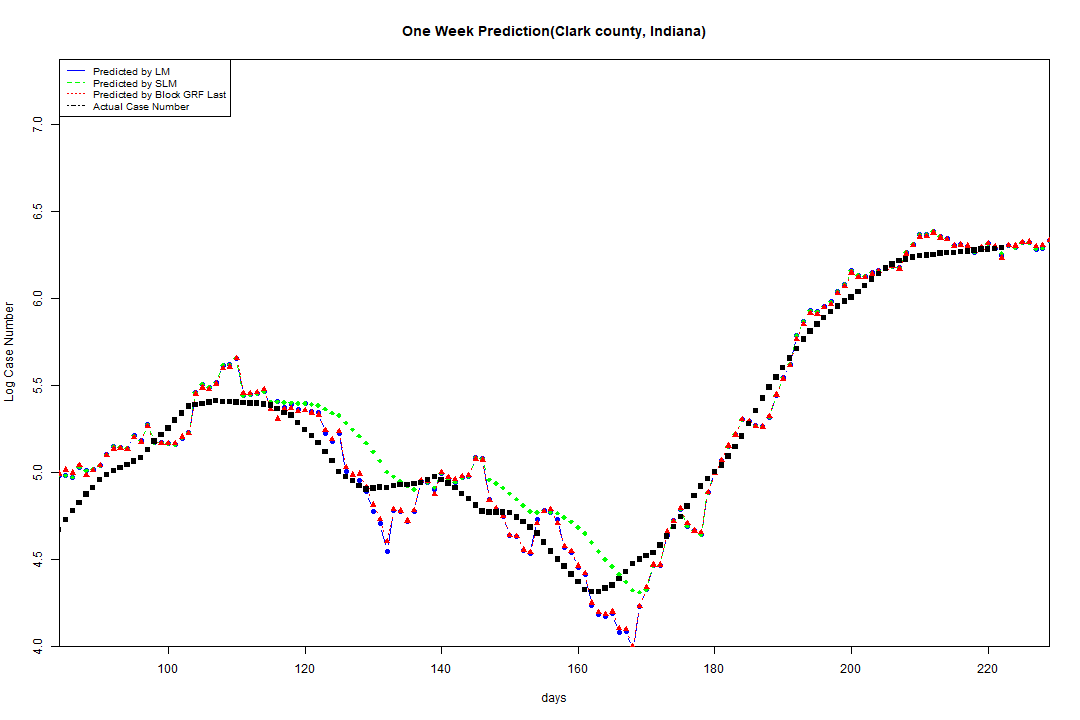 One Week Prediction(Clark county, Indiana)
Predicted by LM
Predicted by SLM
Predicted by Block GRF Last
Actual Case Number
Log Case Number
7.0
6.5
6.0
5.5
5.0
4.5
4.0
100 120 140 160 180 200 220
days